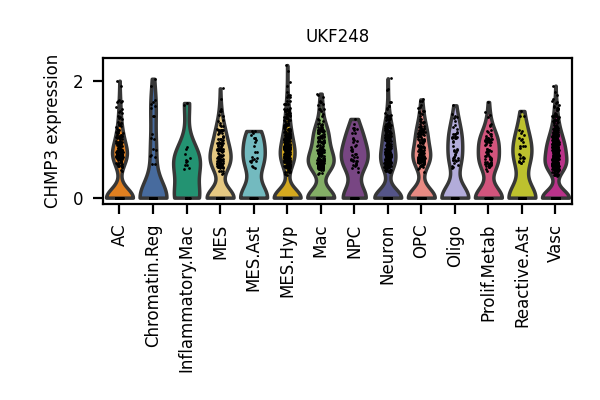 UKF248
CHMP3 expression
2
0
AC
Chromatin.Reg
Inflammatory.Mac
MES
MES.Ast
MES.Hyp
Mac
NPC
Neuron
OPC
Oligo
Prolif.Metab
Reactive.Ast
Vasc